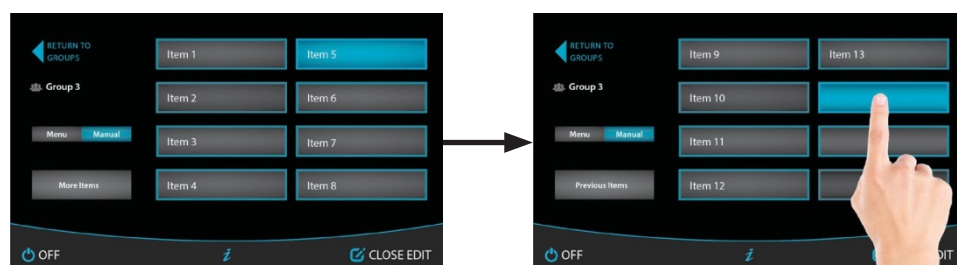 RETURN TO
GROUPS
Group 3
Menu Manual
More Items
Item 1
Item 2
Item 3
Item 4
Item 5
Item 6
Item 7
Item 8
OFF
i
CLOSE EDIT
RETURN TO
GROUPS
Group 3
Menu Manual
Previous Items
Item 9
Item 10
Item 11
Item 12
Item 13
OFF
i